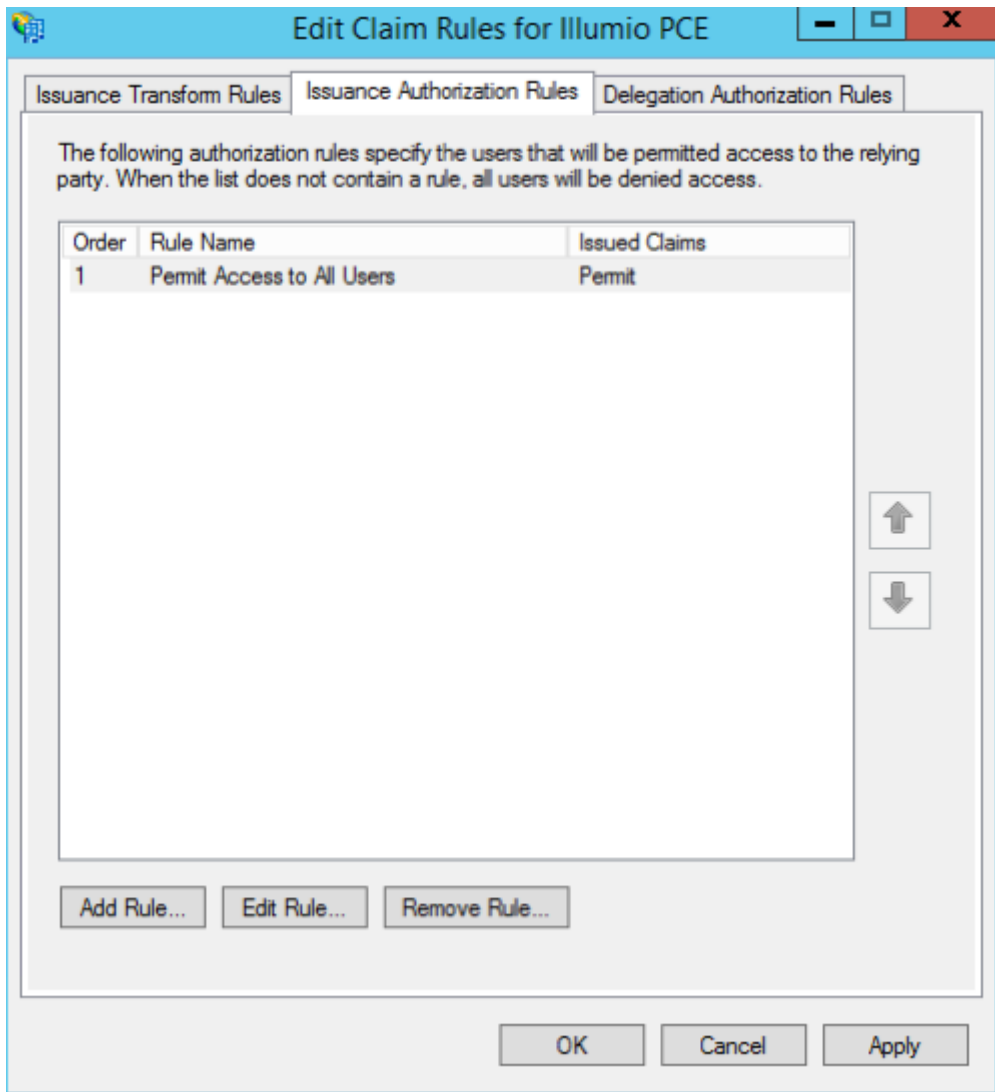 Edit Claim Rules for Illumio PCE
Issuance Transform Rules Issuance Authorization Rules Delegation Authorization Rules
The following authorization rules specify the users that will be permitted access to the relying
party. When the list does not contain a rule, all users will be denied access.
Order Rule Name Issued Claims
1 Permit Access to All Users Permit
Add Rule... Edit Rule... Remove Rule...
OK Cancel Apply